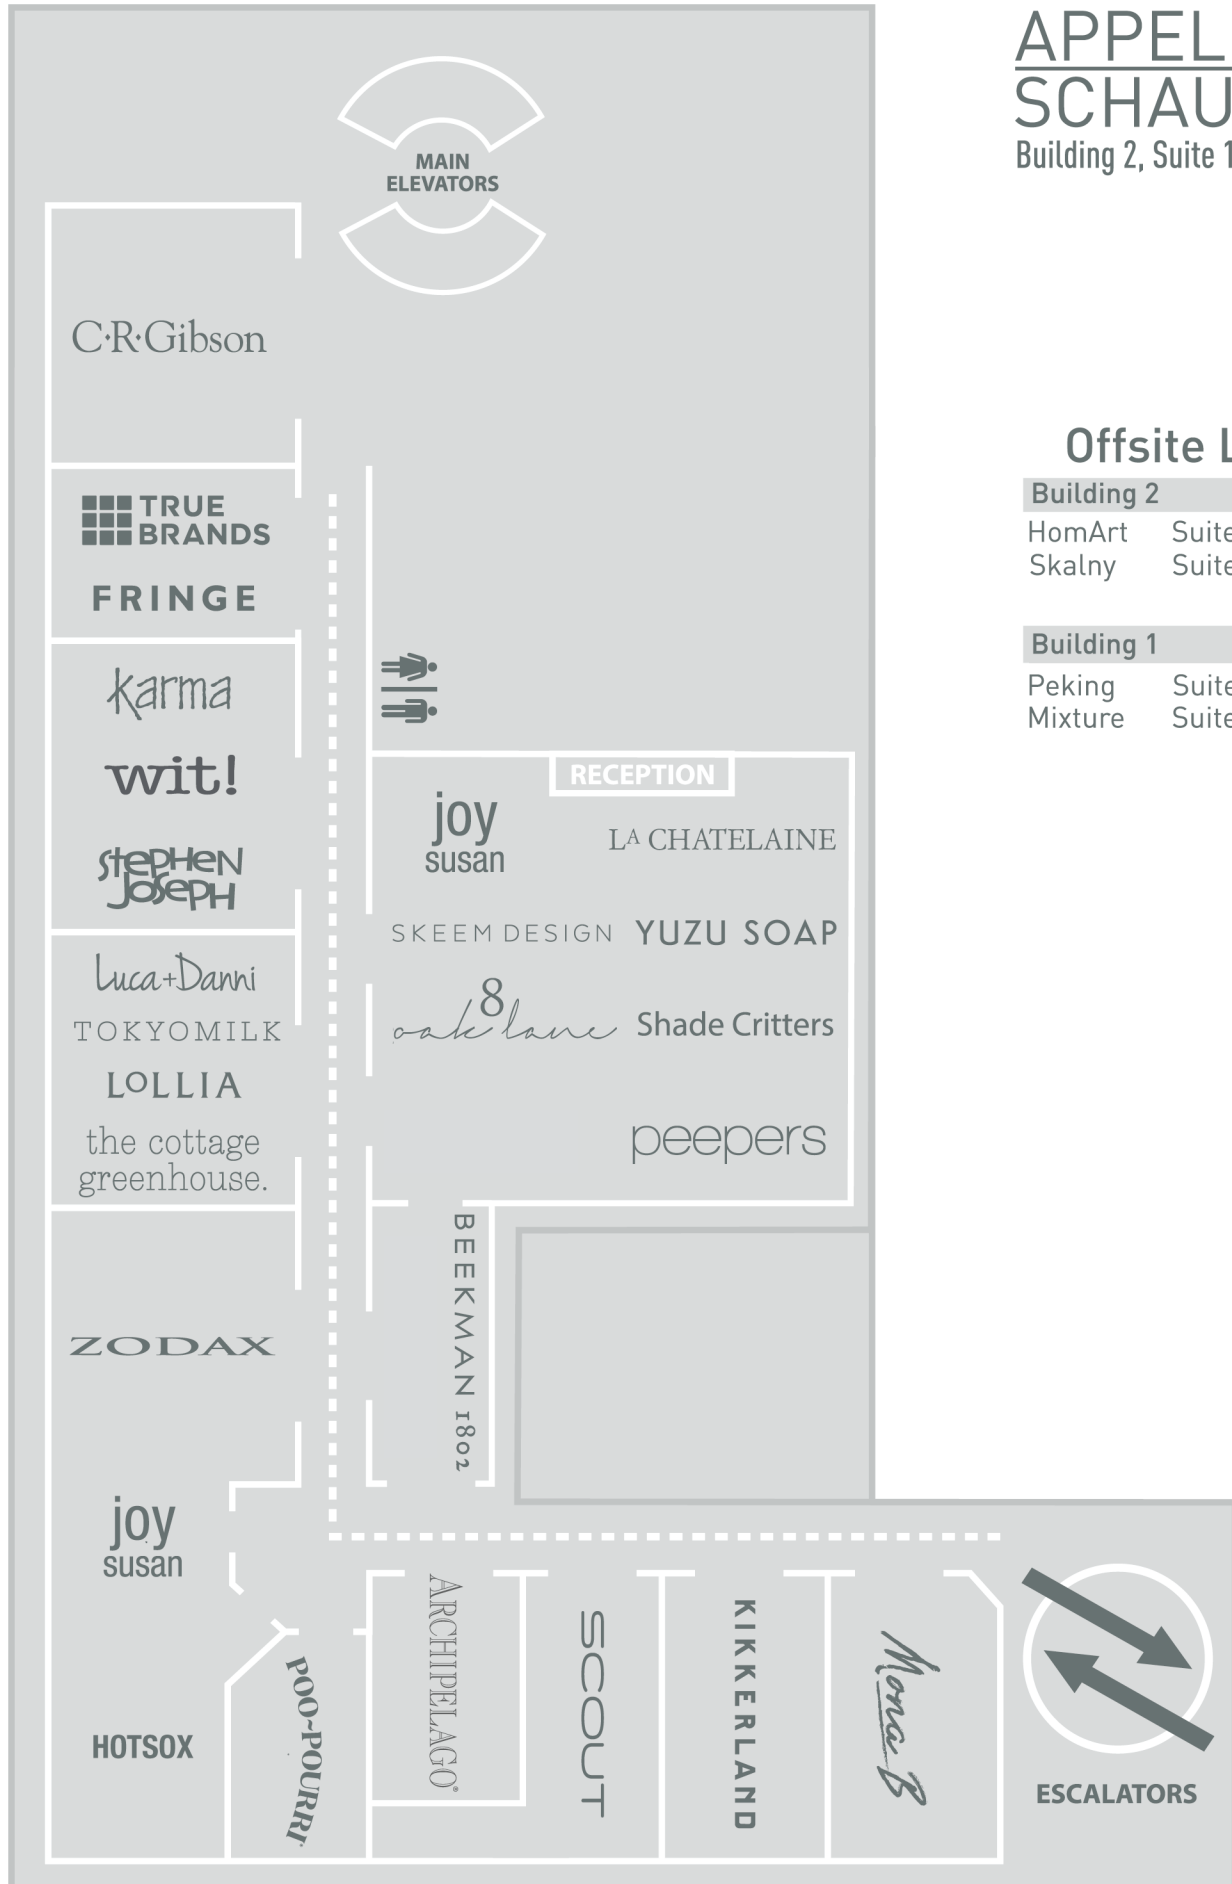 APPEL
SCHAU
Building 2, Suite 1
MAIN
ELEVATORS
C·R·Gibson
Offsite L
Building 2
HomArt Suite
Skalny Suite
Building 1
Peking Suite
Mixture Suite
TRUE
BRANDS
FRINGE
karma
wit!
STEPHEN
JOSEPH
Luca+Danni
TOKYOMILK
LOLLIA
the cottage
greenhouse.
RECEPTION
joy
susan
LA CHATELAINE
SKEEM DESIGN
YUZU SOAP
8
oak lane
Shade Critters
peepers
BEEKMAN 1802
ZODAX
joy
susan
HOTSOX
POO~POURRI
ARCHIPELAGO®
SCOUT
KIKKERLAND
Mona B
ESCALATORS